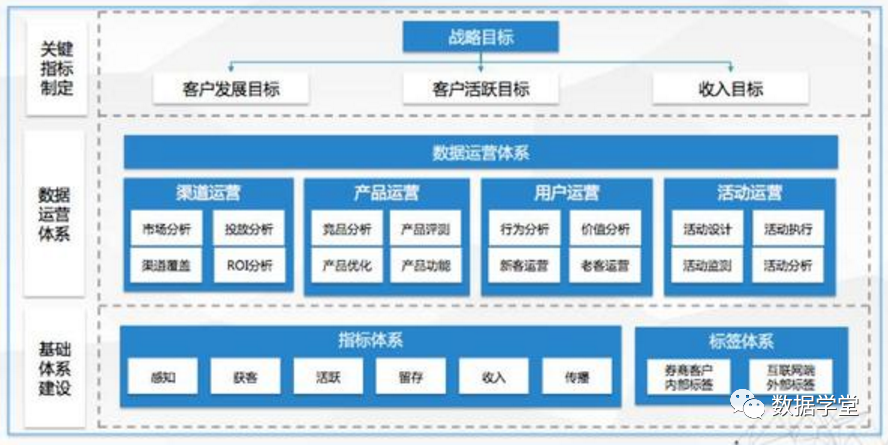 关键
指标
制定
战略目标
客户发展目标 客户活跃目标 收入目标
数据
运营
体系
数据运营体系
渠道运营
市场分析 投放分析
渠道覆盖 ROI分析
产品运营
竞品分析 产品评测
产品优化 产品功能
用户运营
行为分析 价值分析
新客运营 老客运营
活动运营
活动设计 活动执行
活动监测 活动分析
基础
体系
建设
指标体系
感知 获客 活跃 留存 收入 传播
标签体系
券商客户
内部标签
互联网端
外部标签
数据学堂